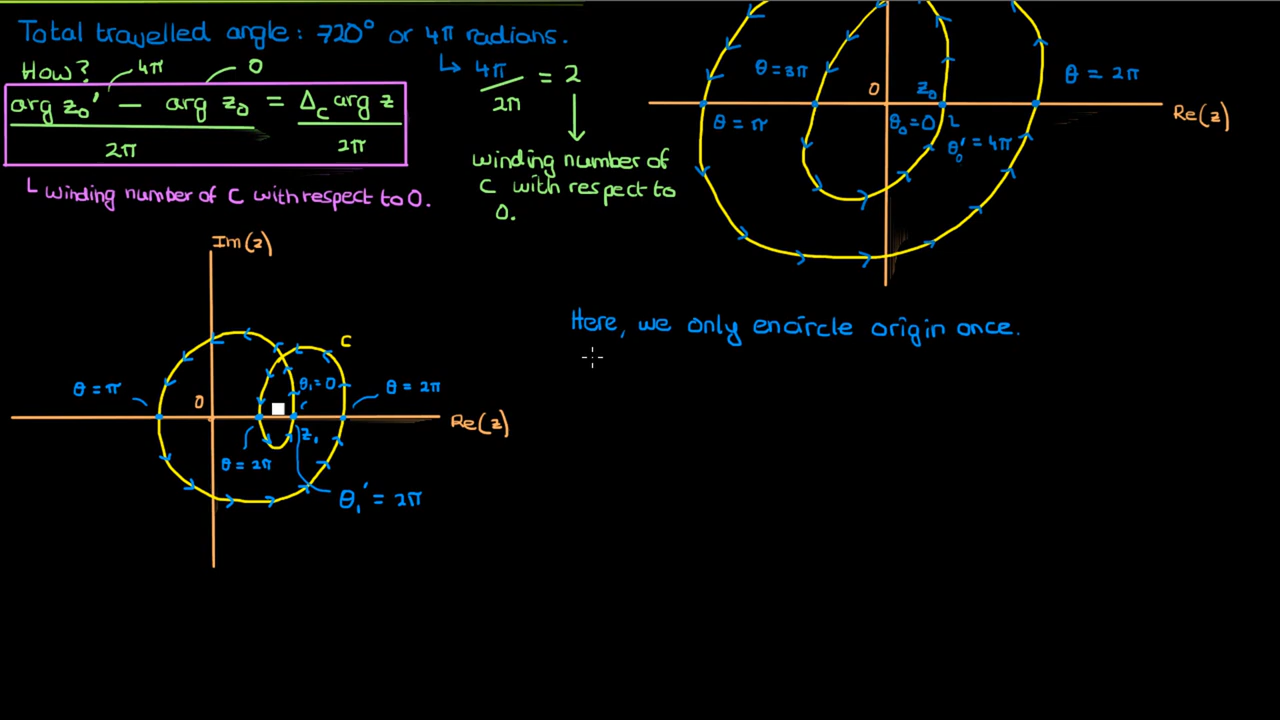 Total travelled angle: 720° or 4π radians.
How? 4π 0
arg z₀' − arg z₀ = Δ_C arg z
2π 2π
└ winding number of C with respect to 0.
↳ 4π = 2
2π
winding number of
C with respect to
0.
θ = 3π
0
z₀
θ = 2π
Re(z)
θ = π
θ₀ = 0
θ₀' = 4π
Im(z)
C
θ = π
0
θ₁ = 0
θ = 2π
Re(z)
z₁
θ = 2π
θ₁' = 2π
Here, we only encircle origin once.